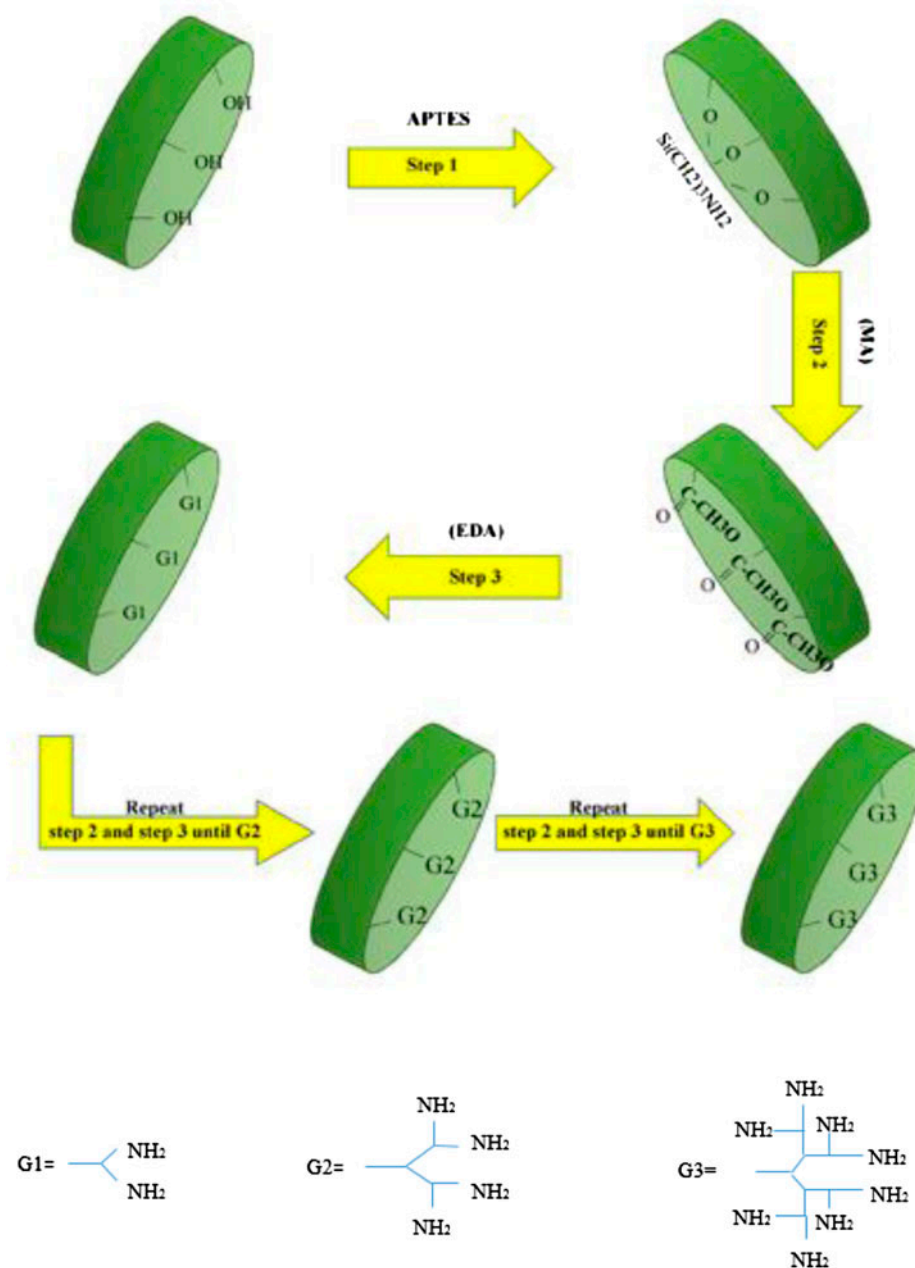 OH
OH
OH
APTES
Step 1
O
O
O
Si(CH2)3NH2
(MA)
Step 2
O
C-CH3O
O
C-CH3O
O
C-CH3O
(EDA)
Step 3
G1
G1
G1
Repeat
step 2 and step 3 until G2
G2
G2
G2
Repeat
step 2 and step 3 until G3
G3
G3
G3
G1=
NH₂
NH₂
G2=
NH₂
NH₂
NH₂
NH₂
G3=
NH₂
NH₂
NH₂
NH₂
NH₂
NH₂
NH₂
NH₂